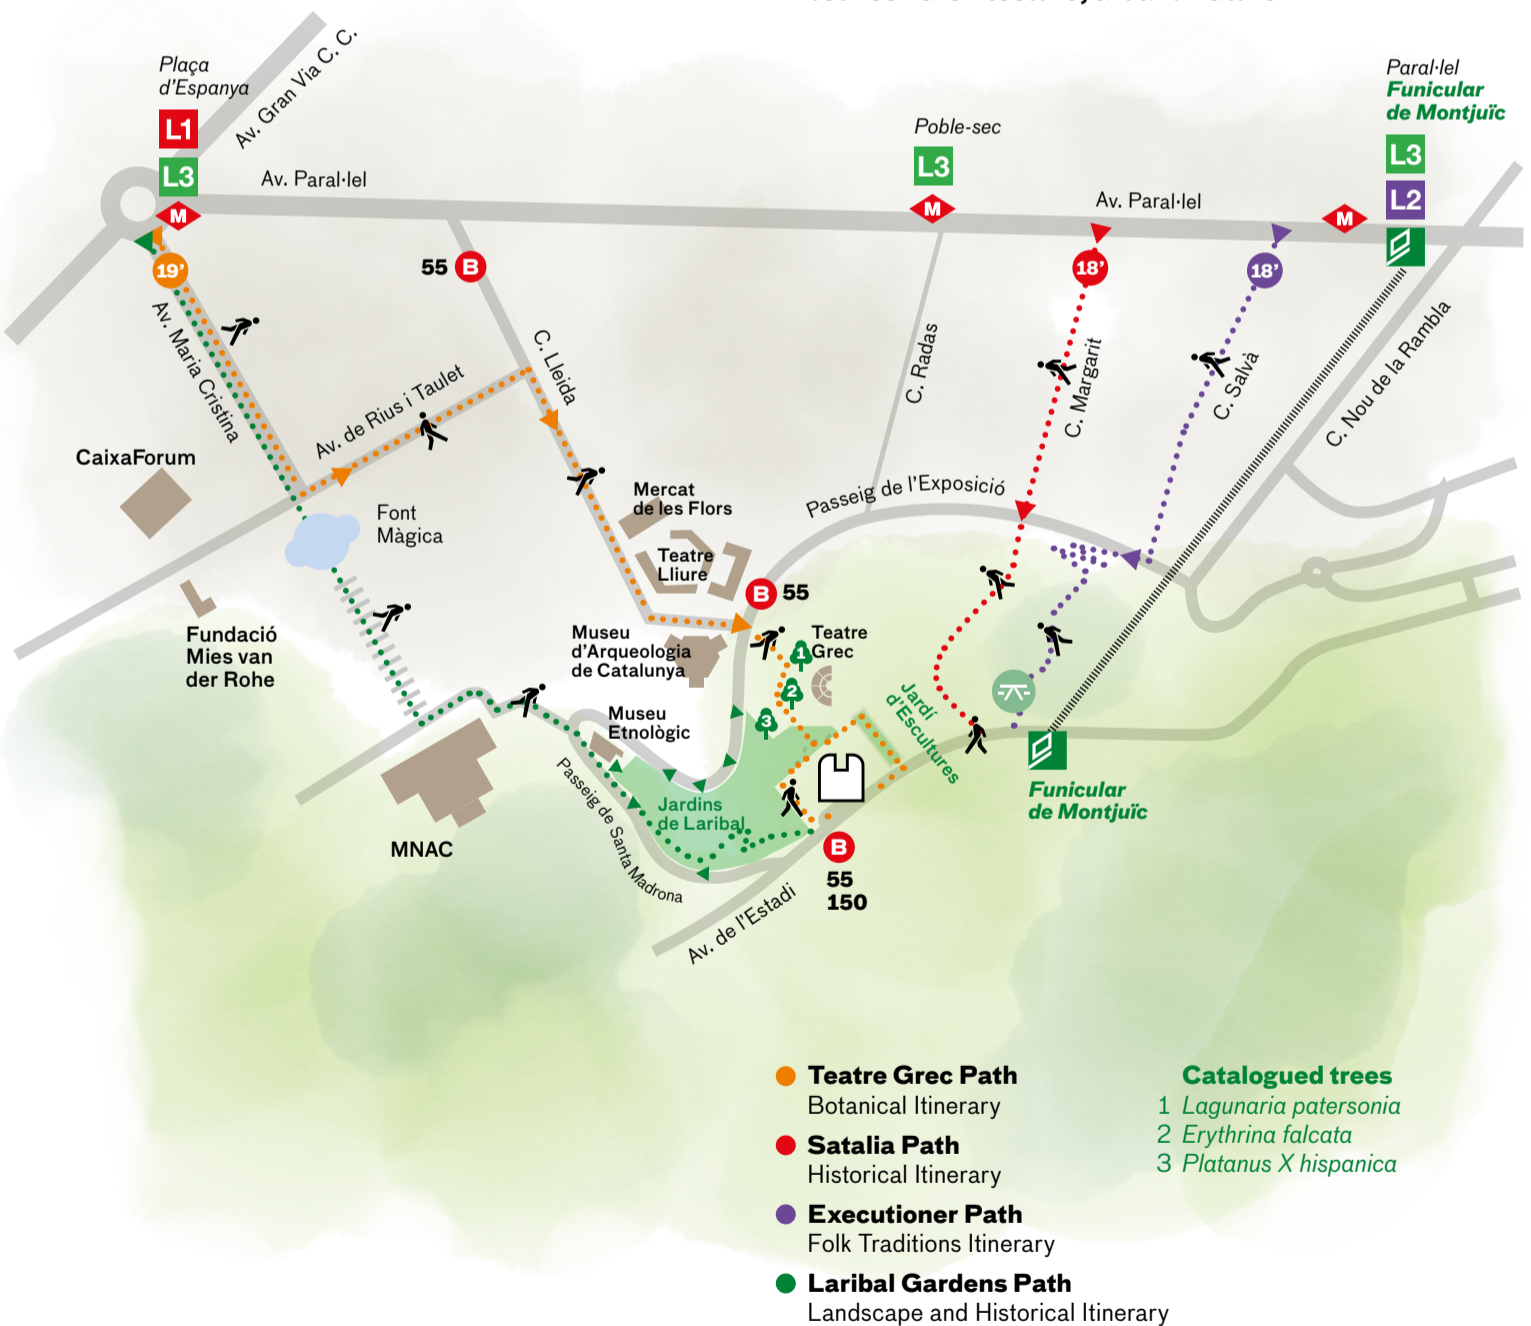 Plaça
d'Espanya
L1
L3
M
Av. Gran Via C. C.
Av. Paral·lel
Poble-sec
L3
M
Av. Paral·lel
M
Paral·lel
Funicular
de Montjuïc
L3
L2
19’
55 B
18’
18’
Av. Maria Cristina
C. Lleida
Av. de Rius i Taulet
C. Radas
C. Margarit
C. Salvà
C. Nou de la Rambla
CaixaForum
Font
Màgica
Mercat
de les Flors
Passeig de l’Exposició
Teatre
Lliure
B 55
Fundació
Mies van
der Rohe
Museu
d’Arqueologia
de Catalunya
1
Teatre
Grec
2
3
Jardí
d’Escultures
Museu
Etnològic
Passeig de Santa Madrona
Jardins
de Laribal
Funicular
de Montjuïc
MNAC
B
55
150
Av. de l’Estadi
Teatre Grec Path
Botanical Itinerary
Satalia Path
Historical Itinerary
Executioner Path
Folk Traditions Itinerary
Laribal Gardens Path
Landscape and Historical Itinerary
Catalogued trees
1 Lagunaria patersonia
2 Erythrina falcata
3 Platanus X hispanica